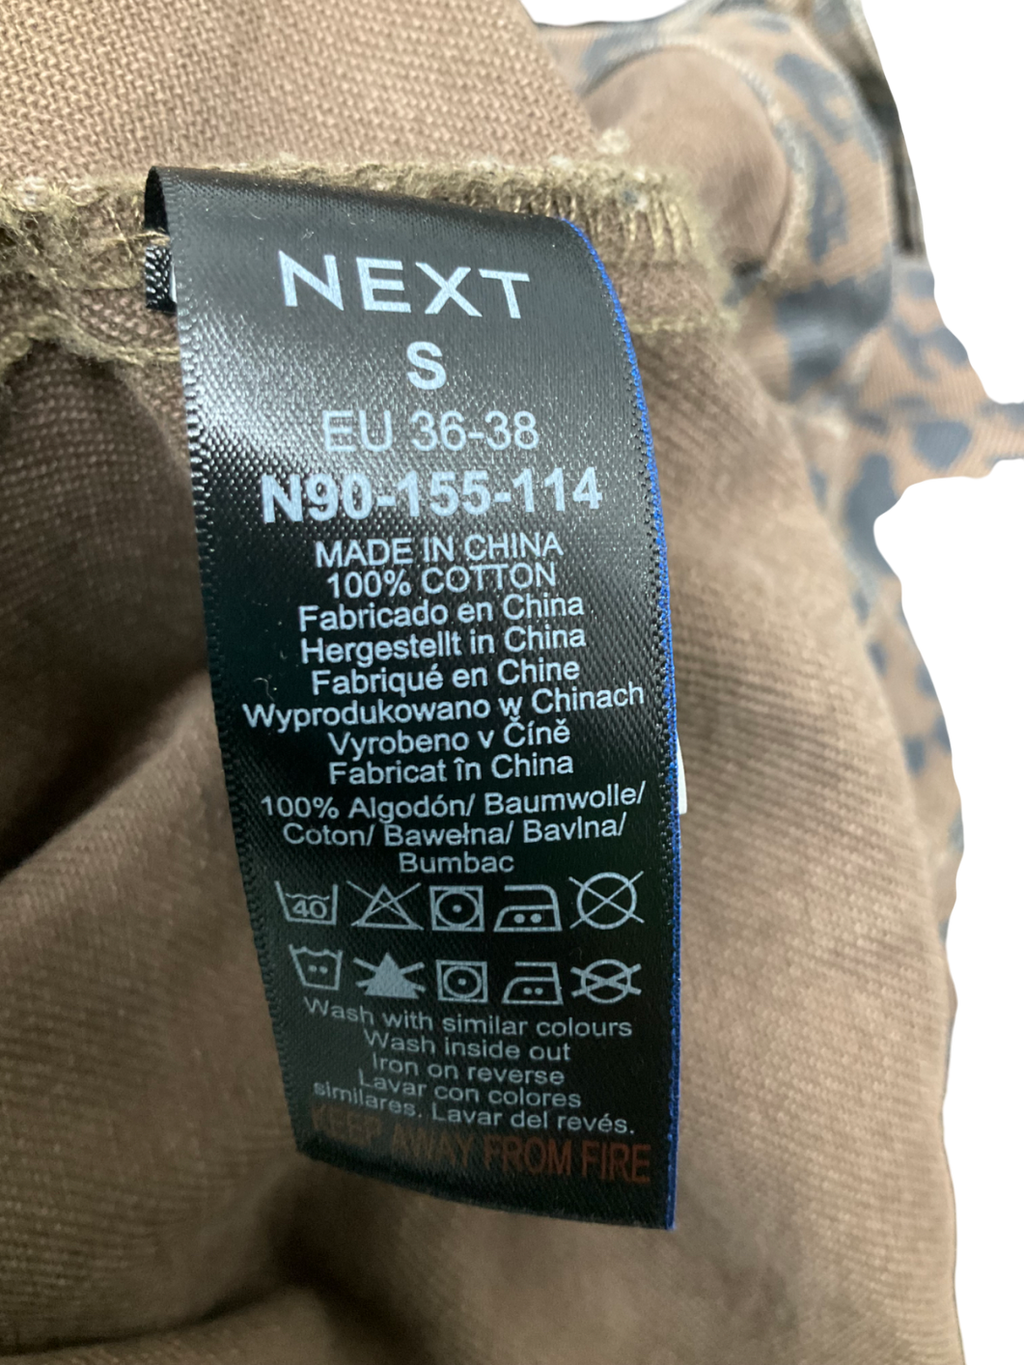 NEXT
S
EU 36-38
N90-155-114
MADE IN CHINA
100% COTTON
Fabricado en China
Hergestellt in China
Fabriqué en Chine
Wyprodukowano w Chinach
Vyrobeno v Číně
Fabricat în China
100% Algodón/ Baumwolle/
Coton/ Bawełna/ Bavlna/
Bumbac
40
Wash with similar colours
Wash inside out
Iron on reverse
Lavar con colores
similares. Lavar del revés.
KEEP AWAY FROM FIRE